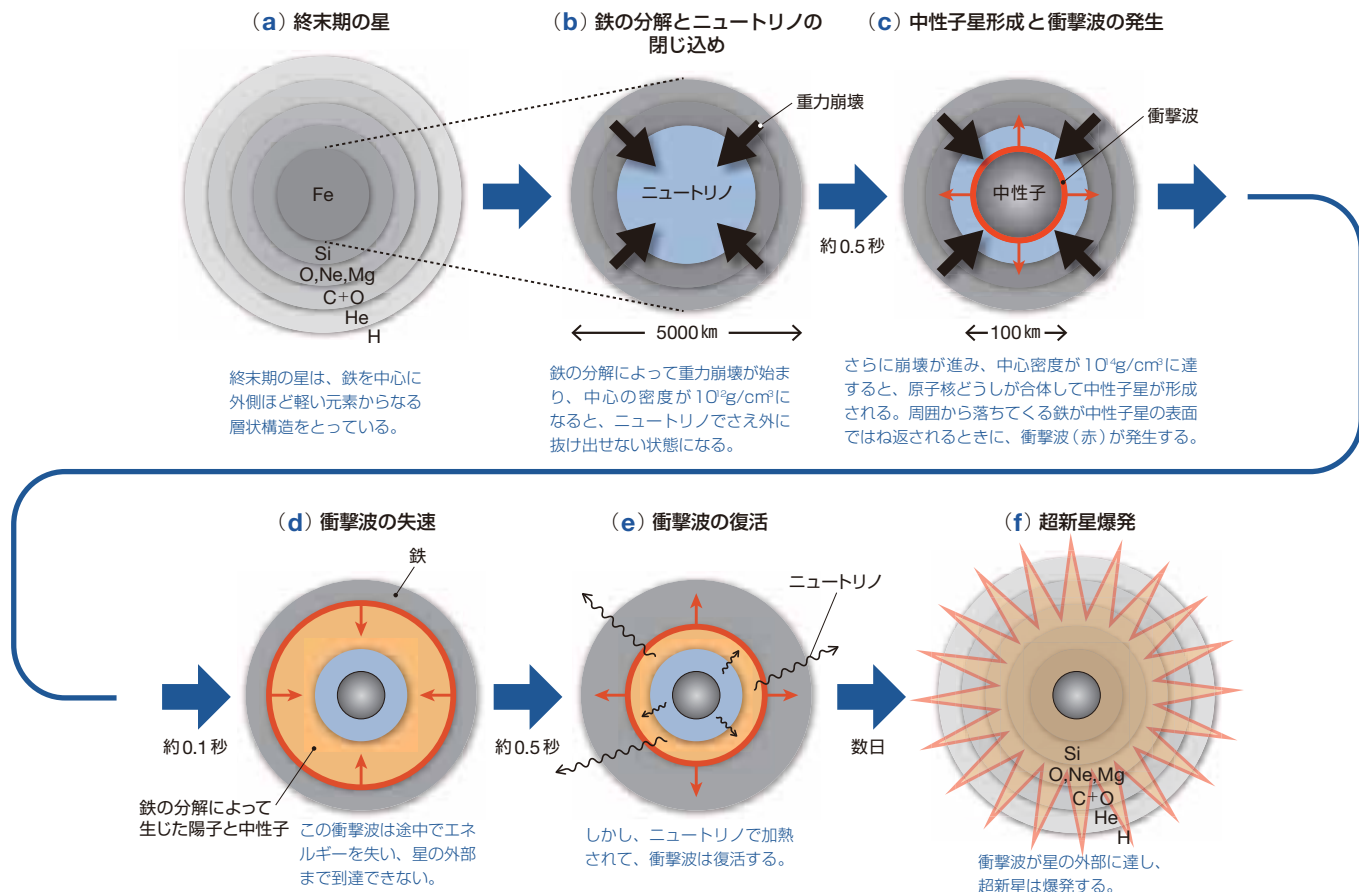 (a) 終末期の星
Fe
Si
O,Ne,Mg
C+O
He
H
終末期の星は、鉄を中心に
外側ほど軽い元素からなる
層状構造をとっている。
(b) 鉄の分解とニュートリノの
閉じ込め
重力崩壊
ニュートリノ
5000km
鉄の分解によって重力崩壊が始ま
り、中心の密度が10¹²g/cm³に
なると、ニュートリノでさえ外に
抜け出せない状態になる。
約0.5秒
(c) 中性子星形成と衝撃波の発生
衝撃波
中性子
100km
さらに崩壊が進み、中心密度が10¹⁴g/cm³に達
すると、原子核どうしが合体して中性子星が形成
される。周囲から落ちてくる鉄が中性子星の表面
ではね返されるときに、衝撃波(赤)が発生する。
約0.1秒
(d) 衝撃波の失速
鉄
鉄の分解によって
生じた陽子と中性子
この衝撃波は途中でエネ
ルギーを失い、星の外部
まで到達できない。
約0.5秒
(e) 衝撃波の復活
ニュートリノ
しかし、ニュートリノで加熱
されて、衝撃波は復活する。
数日
(f) 超新星爆発
Si
O,Ne,Mg
C+O
He
H
衝撃波が星の外部に達し、
超新星は爆発する。